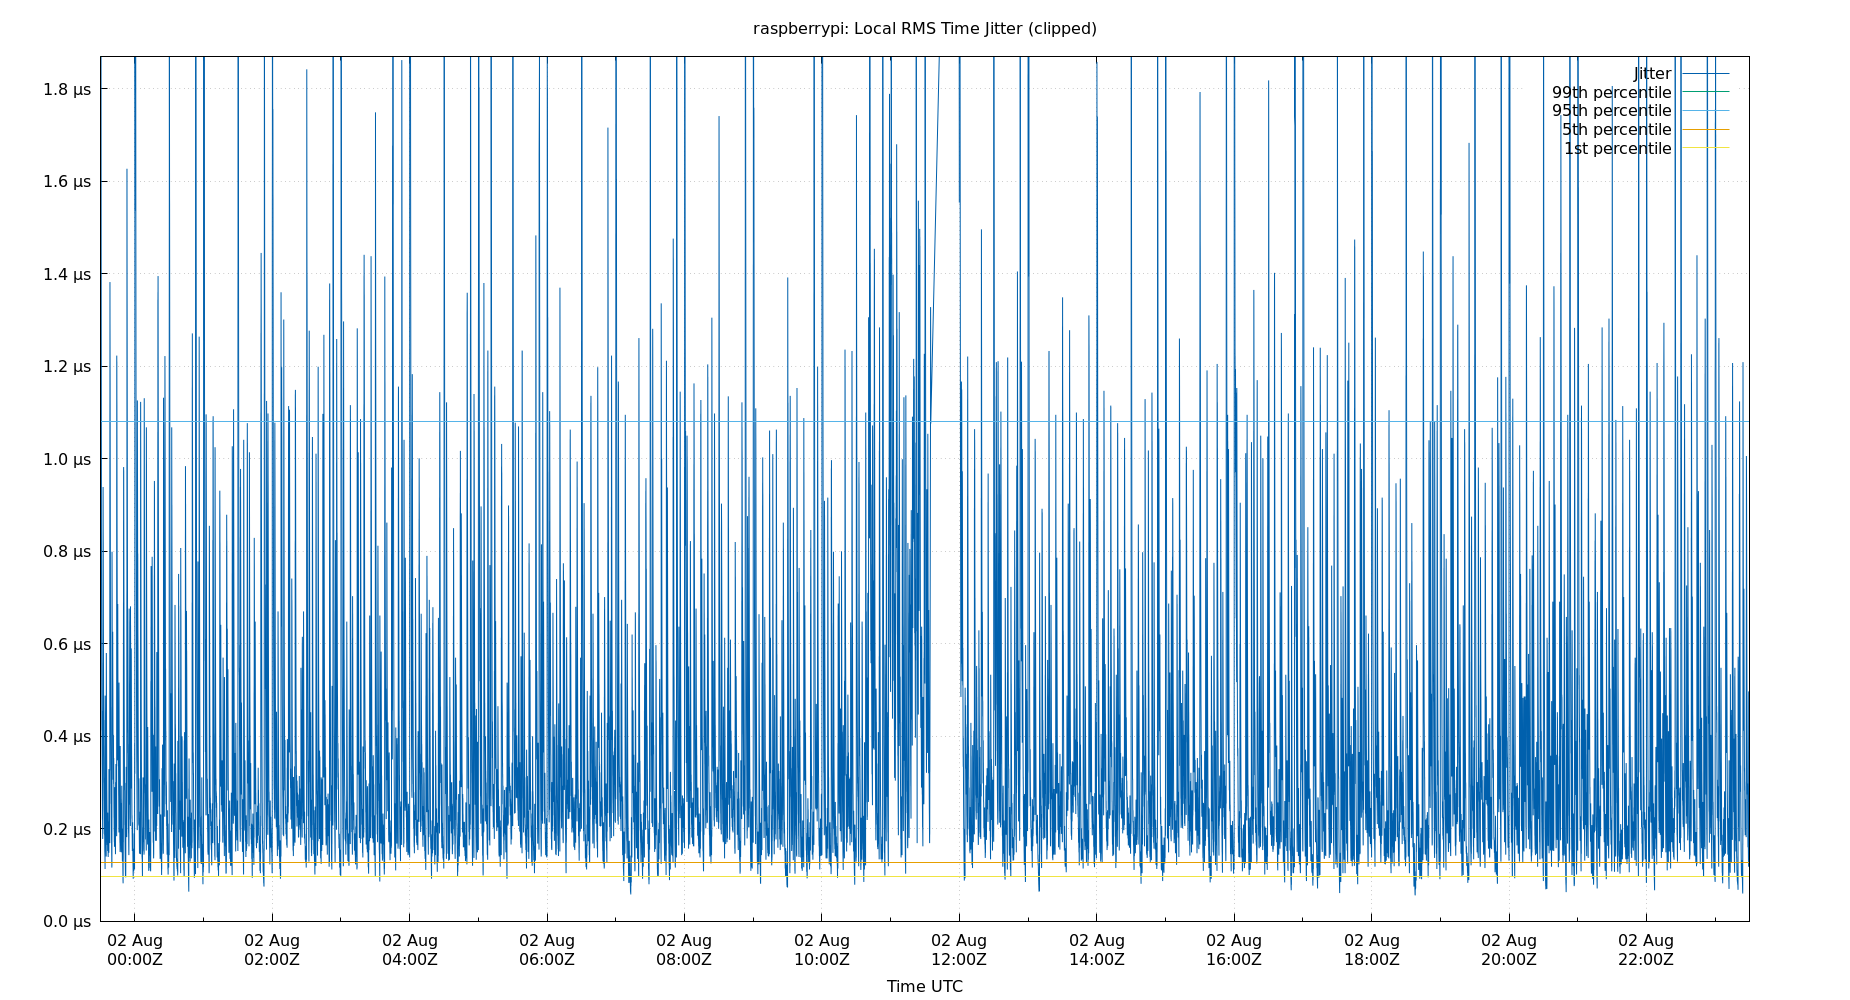 raspberrypi: Local RMS Time Jitter (clipped)
Jitter
99th percentile
95th percentile
5th percentile
1st percentile
1.8 µs
1.6 µs
1.4 µs
1.2 µs
1.0 µs
0.8 µs
0.6 µs
0.4 µs
0.2 µs
0.0 µs
02 Aug 02 Aug 02 Aug 02 Aug 02 Aug 02 Aug 02 Aug 02 Aug 02 Aug 02 Aug 02 Aug 02 Aug
00:00Z 02:00Z 04:00Z 06:00Z 08:00Z 10:00Z 12:00Z 14:00Z 16:00Z 18:00Z 20:00Z 22:00Z
Time UTC